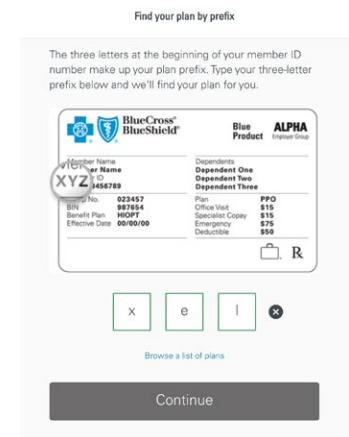 Find your plan by prefix
The three letters at the beginning of your member ID
number make up your plan prefix. Type your three-letter
prefix below and we'll find your plan for you.
BlueCross®
BlueShield®
Blue
Product
ALPHA
Employer Group
Member Name
er Name
ID
XYZ
3456789
No. 023457
BIN 987654
Benefit Plan HIOPT
Effective Date 00/00/00
Dependents
Dependent One
Dependent Two
Dependent Three
Plan PPO
Office Visit $15
Specialist Copay $15
Emergency $75
Deductible $50
x e l
Browse a list of plans
Continue